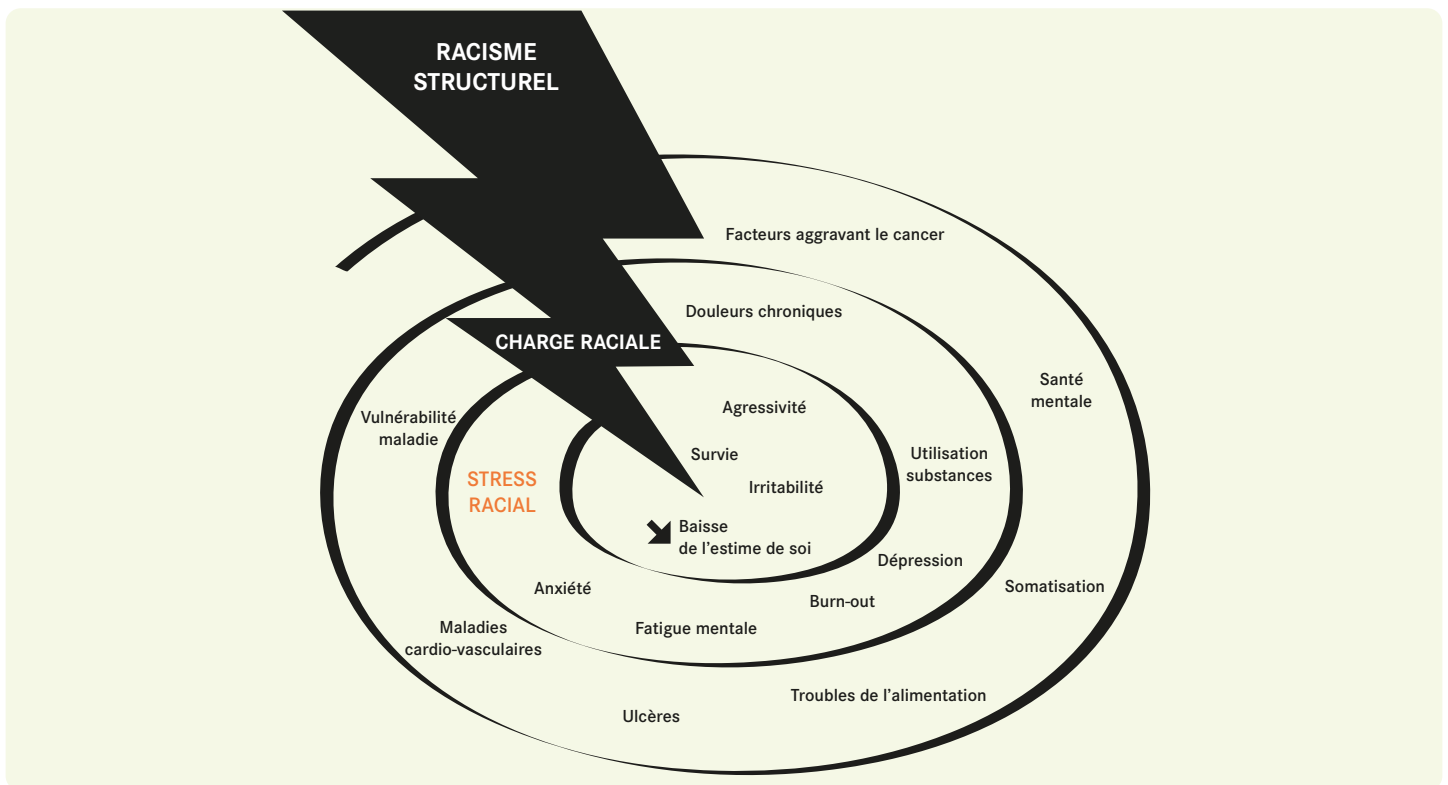 RACISME
STRUCTUREL
Facteurs aggravant le cancer
Douleurs chroniques
CHARGE RACIALE
Santé
mentale
Agressivité
Vulnérabilité
maladie
Survie
Utilisation
substances
STRESS
RACIAL
Irritabilité
Baisse
de l’estime de soi
Dépression
Anxiété
Somatisation
Burn-out
Fatigue mentale
Maladies
cardio-vasculaires
Troubles de l’alimentation
Ulcères